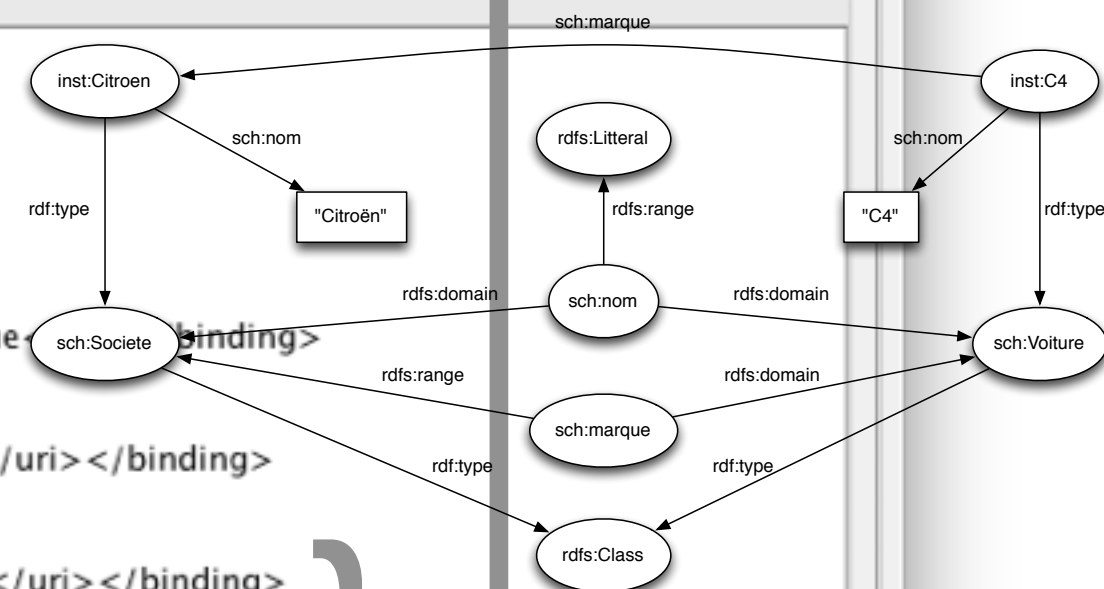 sch:marque
inst:Citroen
inst:C4
sch:nom
rdfs:Litteral
sch:nom
rdf:type
"Citroën"
rdfs:range
"C4"
rdf:type
rdfs:domain
sch:nom
rdfs:domain
sch:Societe
binding>
sch:Voiture
rdfs:range
rdfs:domain
sch:marque
/uri></binding>
rdf:type
rdf:type
rdfs:Class
/uri></binding>
}